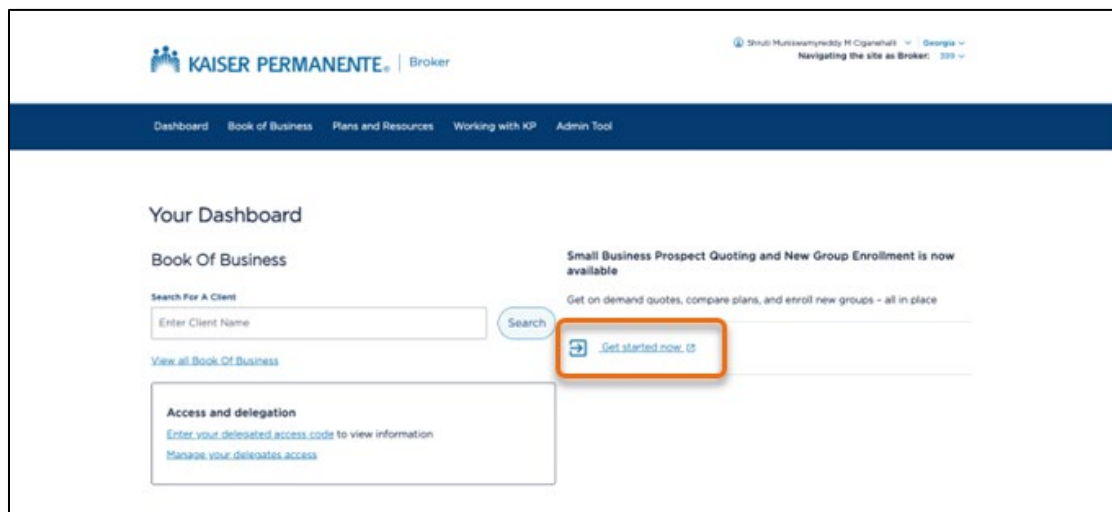 Shruti Muniswamyreddy M Ciganahalli
Georgia
KAISER PERMANENTE®
Broker
Navigating the site as Broker:
Dashboard
Book of Business
Plans and Resources
Working with KP
Admin Tool
Your Dashboard
Book Of Business
Search For A Client
Enter Client Name
Search
View all Book Of Business
Access and delegation
Enter your delegated access code to view information
Manage your delegates access
Small Business Prospect Quoting and New Group Enrollment is now
available
Get on demand quotes, compare plans, and enroll new groups – all in place
Get started now